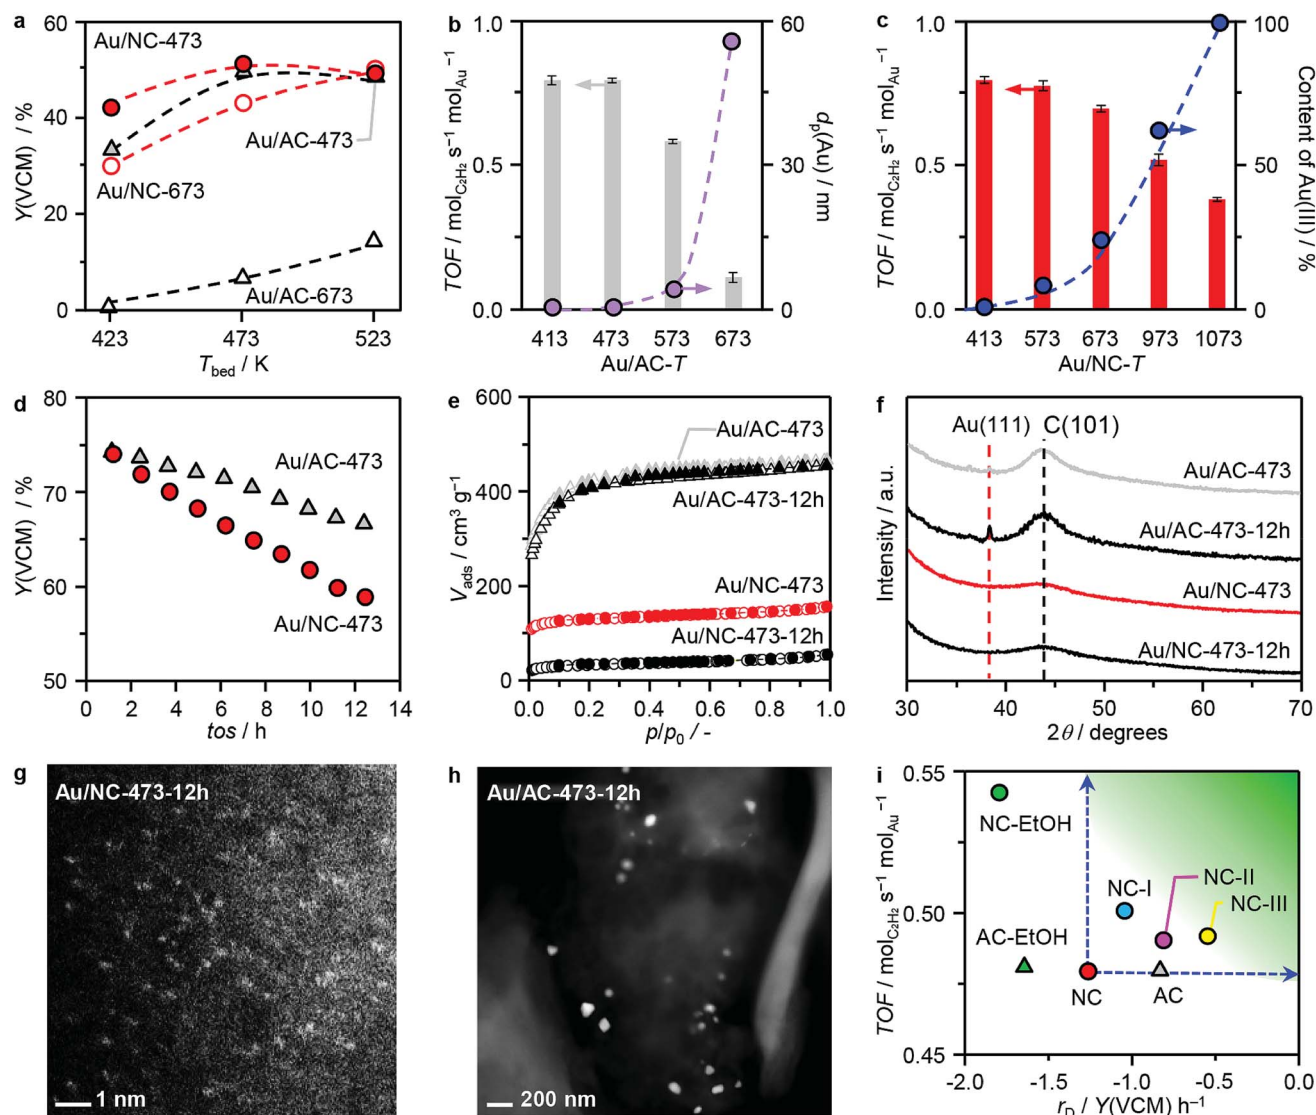 a
60
40
20
0
Y(VCM) / %
Au/NC-473
Au/AC-473
Au/NC-673
Au/AC-673
423 473 523
T_bed / K
b
1.0
0.5
0.0
TOF / mol_C₂H₂ s⁻¹ mol_Au⁻¹
60
30
0
d_p(Au) / nm
413 473 573 673
Au/AC-T
c
1.0
0.5
0.0
TOF / mol_C₂H₂ s⁻¹ mol_Au⁻¹
100
50
0
Content of Au(III) / %
413 573 673 973 1073
Au/NC-T
d
80
70
60
50
Y(VCM) / %
Au/AC-473
Au/NC-473
0 2 4 6 8 10 12 14
tos / h
e
600
400
200
0
V_ads / cm³ g⁻¹
Au/AC-473
Au/AC-473-12h
Au/NC-473
Au/NC-473-12h
0.0 0.2 0.4 0.6 0.8 1.0
p/p₀ / -
f
Intensity / a.u.
Au(111) C(101)
Au/AC-473
Au/AC-473-12h
Au/NC-473
Au/NC-473-12h
30 40 50 60 70
2θ / degrees
g
Au/NC-473-12h
1 nm
h
Au/AC-473-12h
200 nm
i
0.55
0.50
0.45
TOF / mol_C₂H₂ s⁻¹ mol_Au⁻¹
NC-EtOH
NC-I
NC-II
NC-III
AC-EtOH
NC
AC
-2.0 -1.5 -1.0 -0.5 0.0
r_D / Y(VCM) h⁻¹